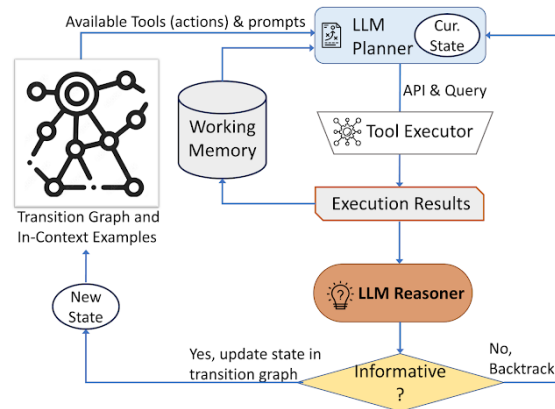 Available Tools (actions) & prompts
LLM
Planner
Cur.
State
API & Query
Working
Memory
Tool Executor
Execution Results
Transition Graph and
In-Context Examples
?
LLM Reasoner
New
State
Yes, update state in
transition graph
Informative
?
No,
Backtrack